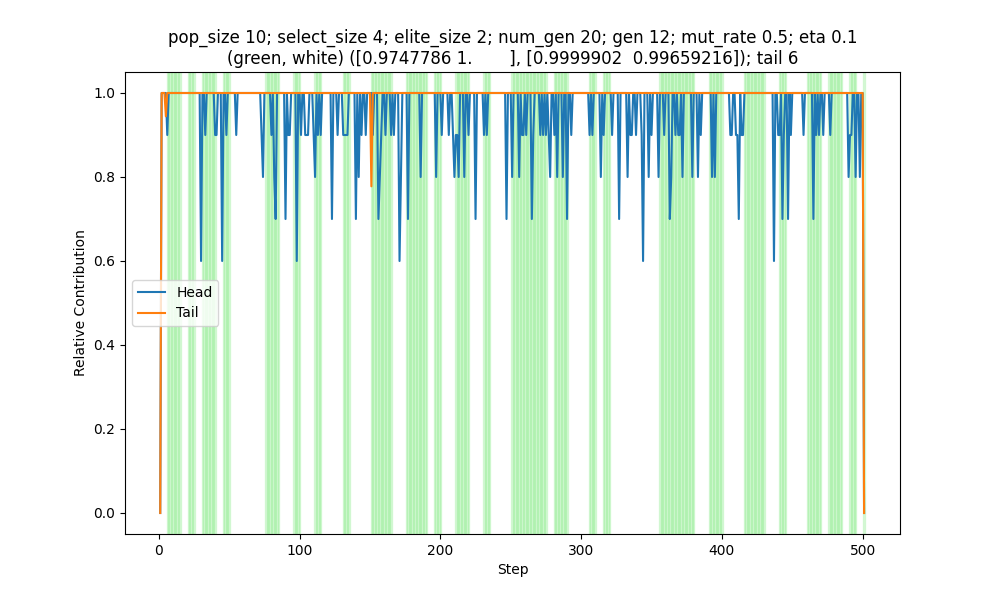 pop_size 10; select_size 4; elite_size 2; num_gen 20; gen 12; mut_rate 0.5; eta 0.1
(green, white) ([0.9747786 1.       ], [0.9999902  0.99659216]); tail 6
1.0
0.8
0.6
0.4
0.2
0.0
Relative Contribution
Head
Tail
0
100
200
300
400
500
Step